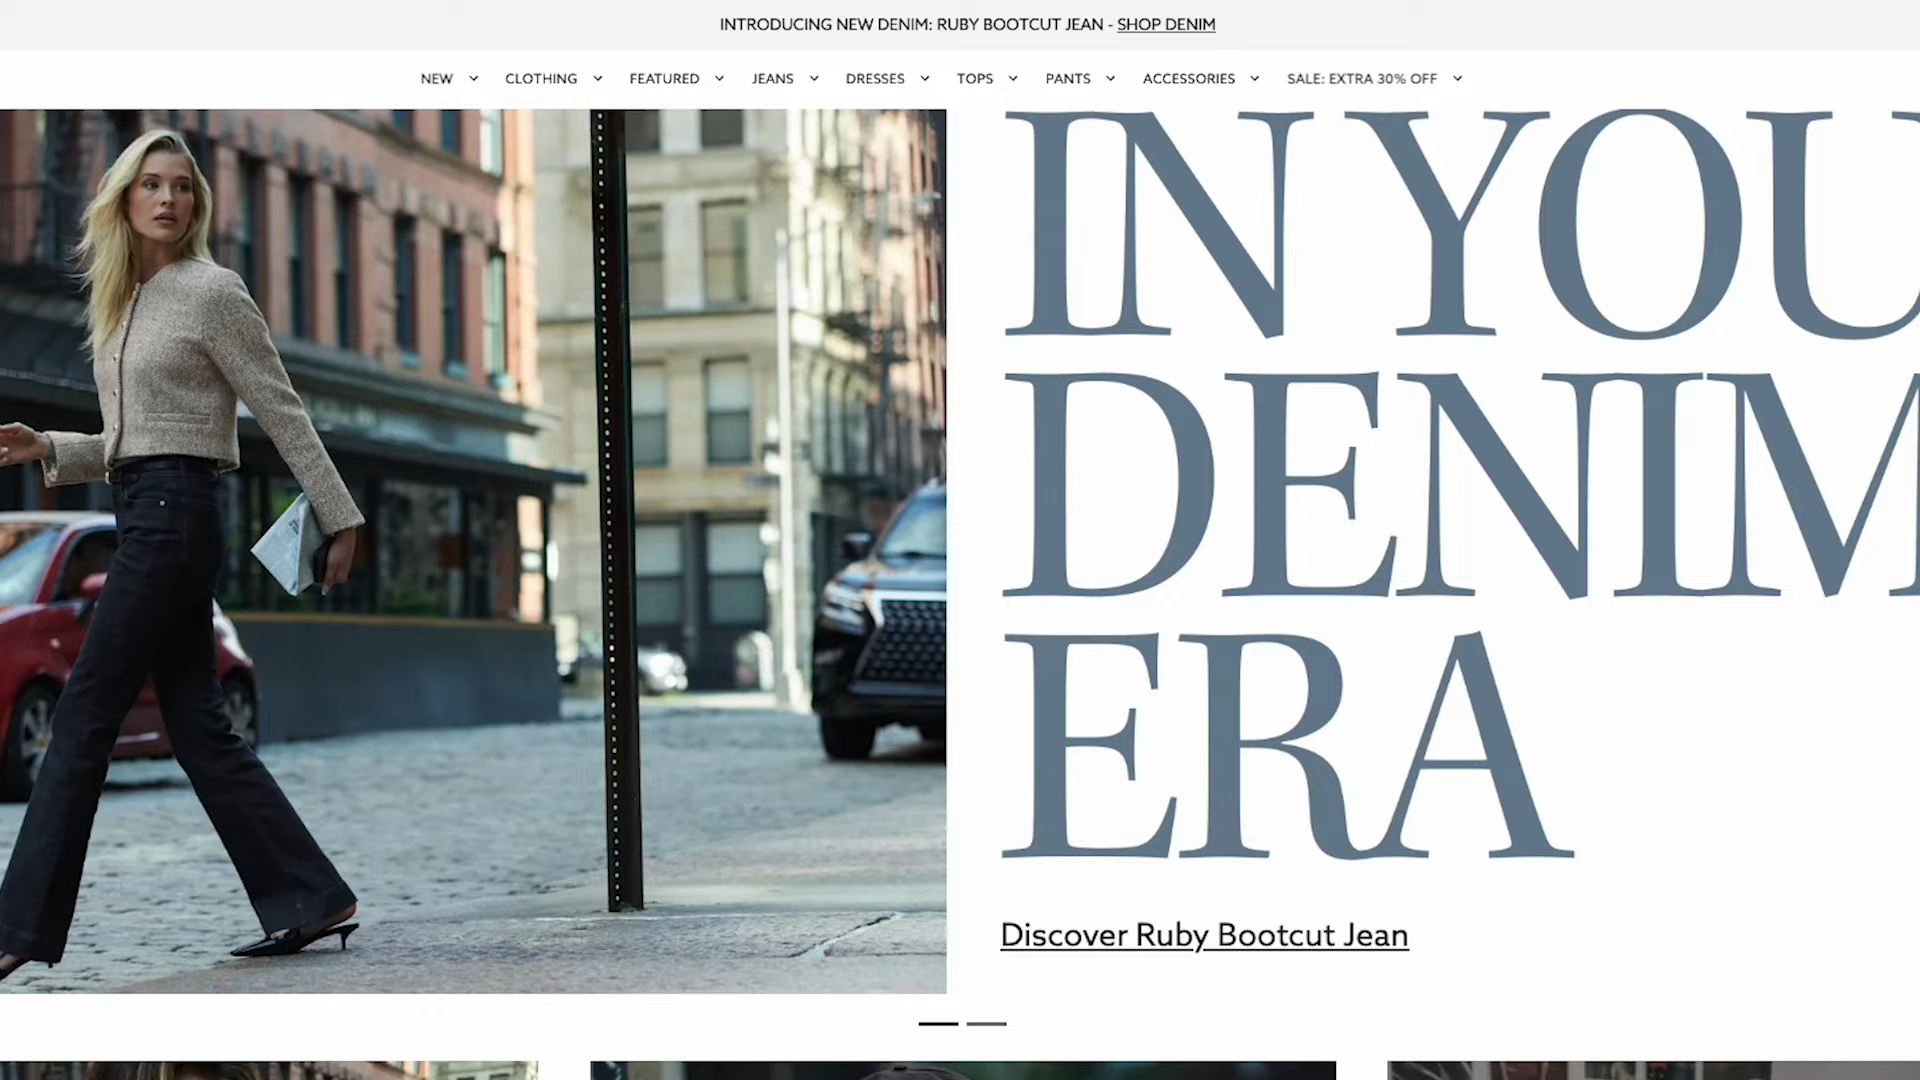 INTRODUCING NEW DENIM: RUBY BOOTCUT JEAN - SHOP DENIM
NEW CLOTHING FEATURED JEANS DRESSES TOPS PANTS ACCESSORIES SALE: EXTRA 30% OFF
IN YOU
DENIM
ERA
Discover Ruby Bootcut Jean